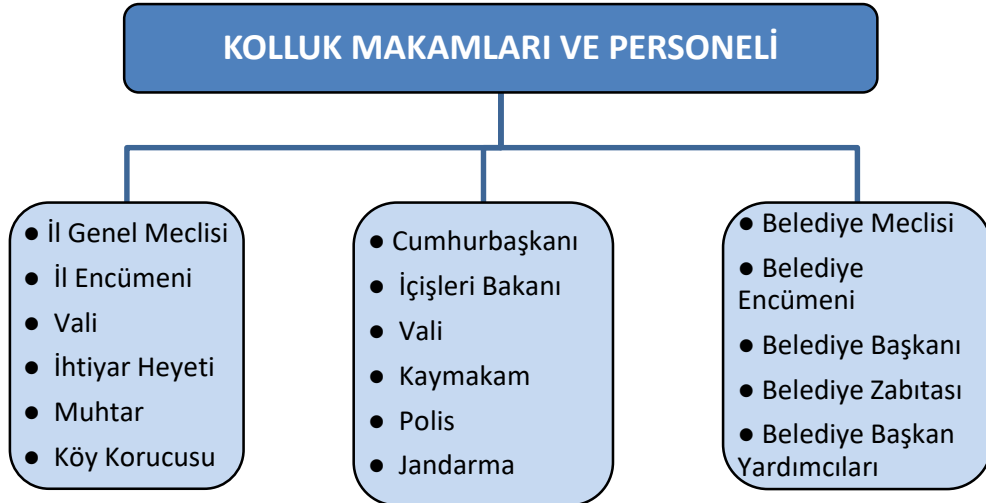 KOLLUK MAKAMLARI VE PERSONELİ
● İl Genel Meclisi
● İl Encümeni
● Vali
● İhtiyar Heyeti
● Muhtar
● Köy Korucusu
● Cumhurbaşkanı
● İçişleri Bakanı
● Vali
● Kaymakam
● Polis
● Jandarma
● Belediye Meclisi
● Belediye
Encümeni
● Belediye Başkanı
● Belediye Zabıtası
● Belediye Başkan
Yardımcıları